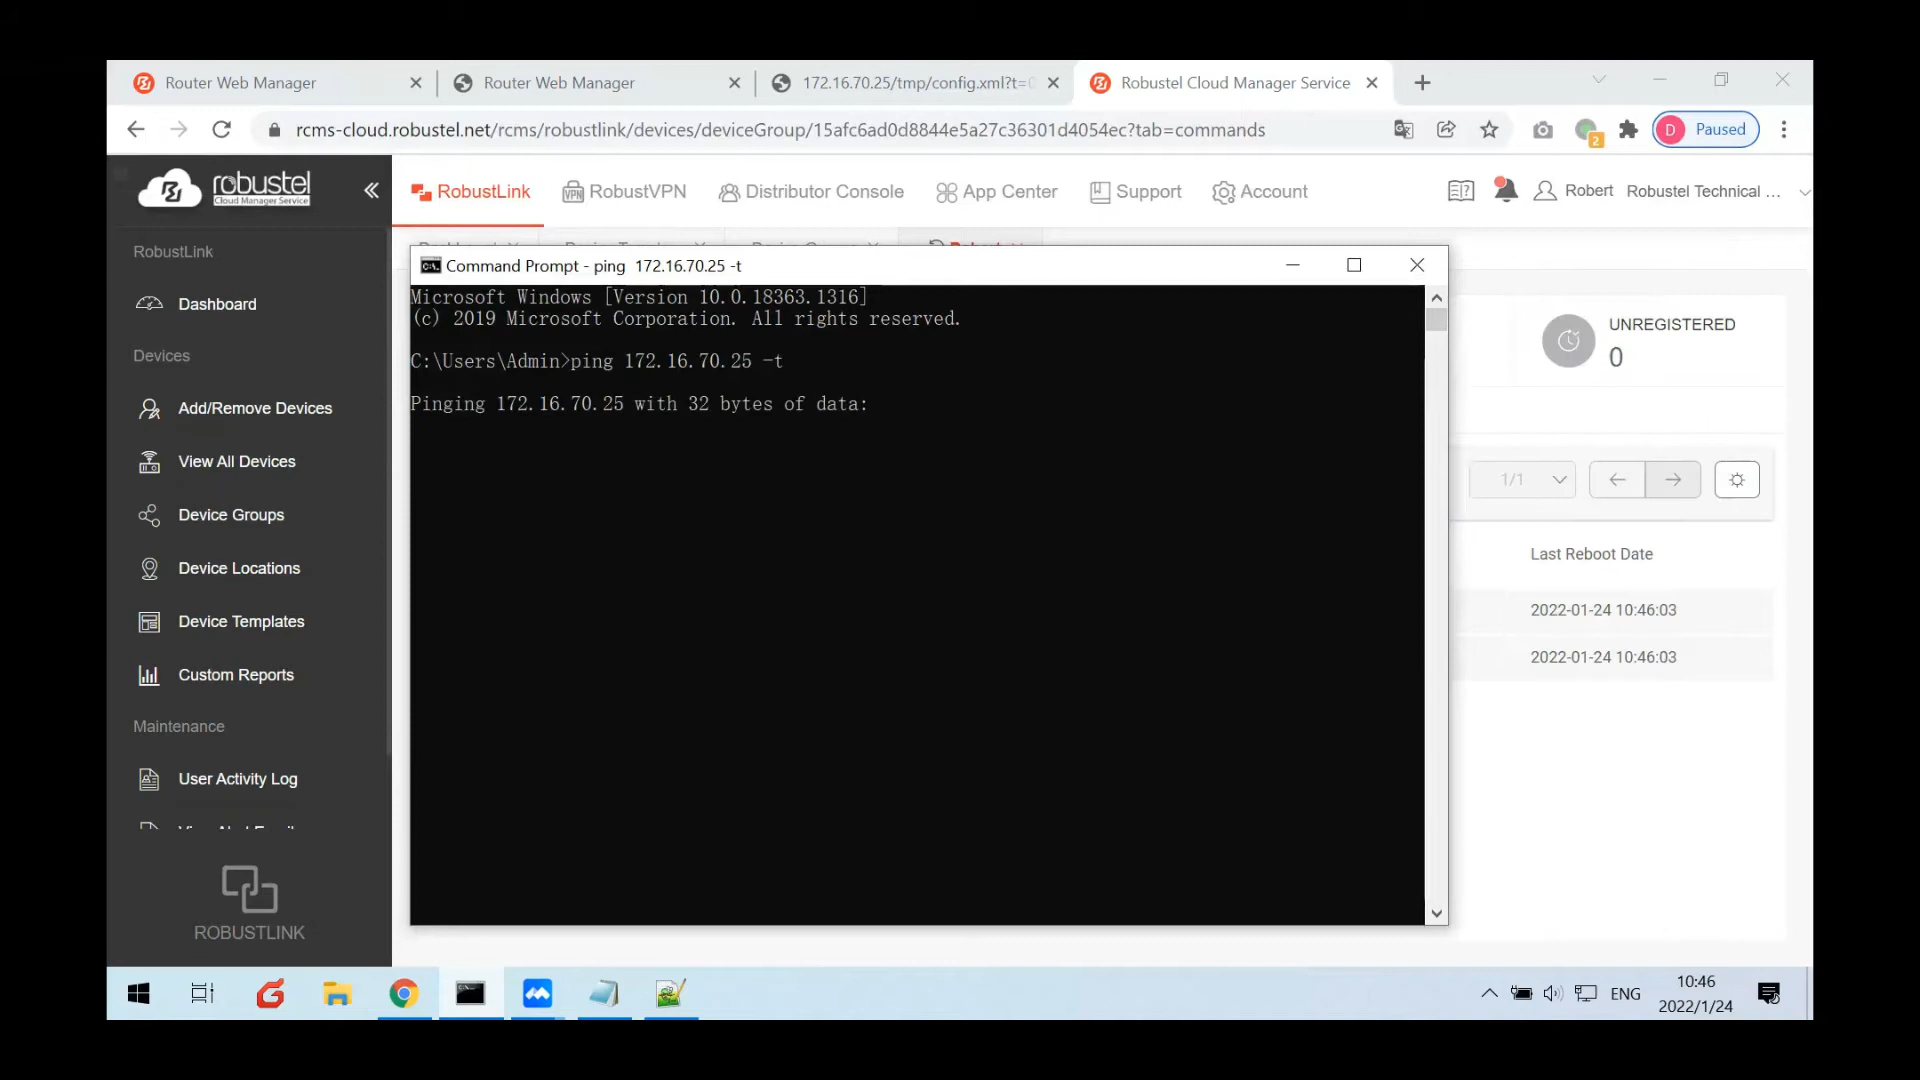 Router Web Manager
Router Web Manager
172.16.70.25/tmp/config.xml?t=
Robustel Cloud Manager Service
rcms-cloud.robustel.net/rcms/robustlink/devices/deviceGroup/15afc6ad0d8844e5a27c36301d4054ec?tab=commands
2
D Paused
robustel
Cloud Manager Service
RobustLink
RobustVPN
Distributor Console
App Center
Support
Account
Robert
Robustel Technical ...
RobustLink
Dashboard
Devices
Add/Remove Devices
View All Devices
Device Groups
Device Locations
Device Templates
Custom Reports
Maintenance
User Activity Log
ROBUSTLINK
Command Prompt - ping 172.16.70.25 -t
Microsoft Windows [Version 10.0.18363.1316]
(c) 2019 Microsoft Corporation. All rights reserved.
C:\Users\Admin>ping 172.16.70.25 -t
Pinging 172.16.70.25 with 32 bytes of data:
UNREGISTERED
0
1/1
Last Reboot Date
2022-01-24 10:46:03
2022-01-24 10:46:03
ENG
10:46
2022/1/24